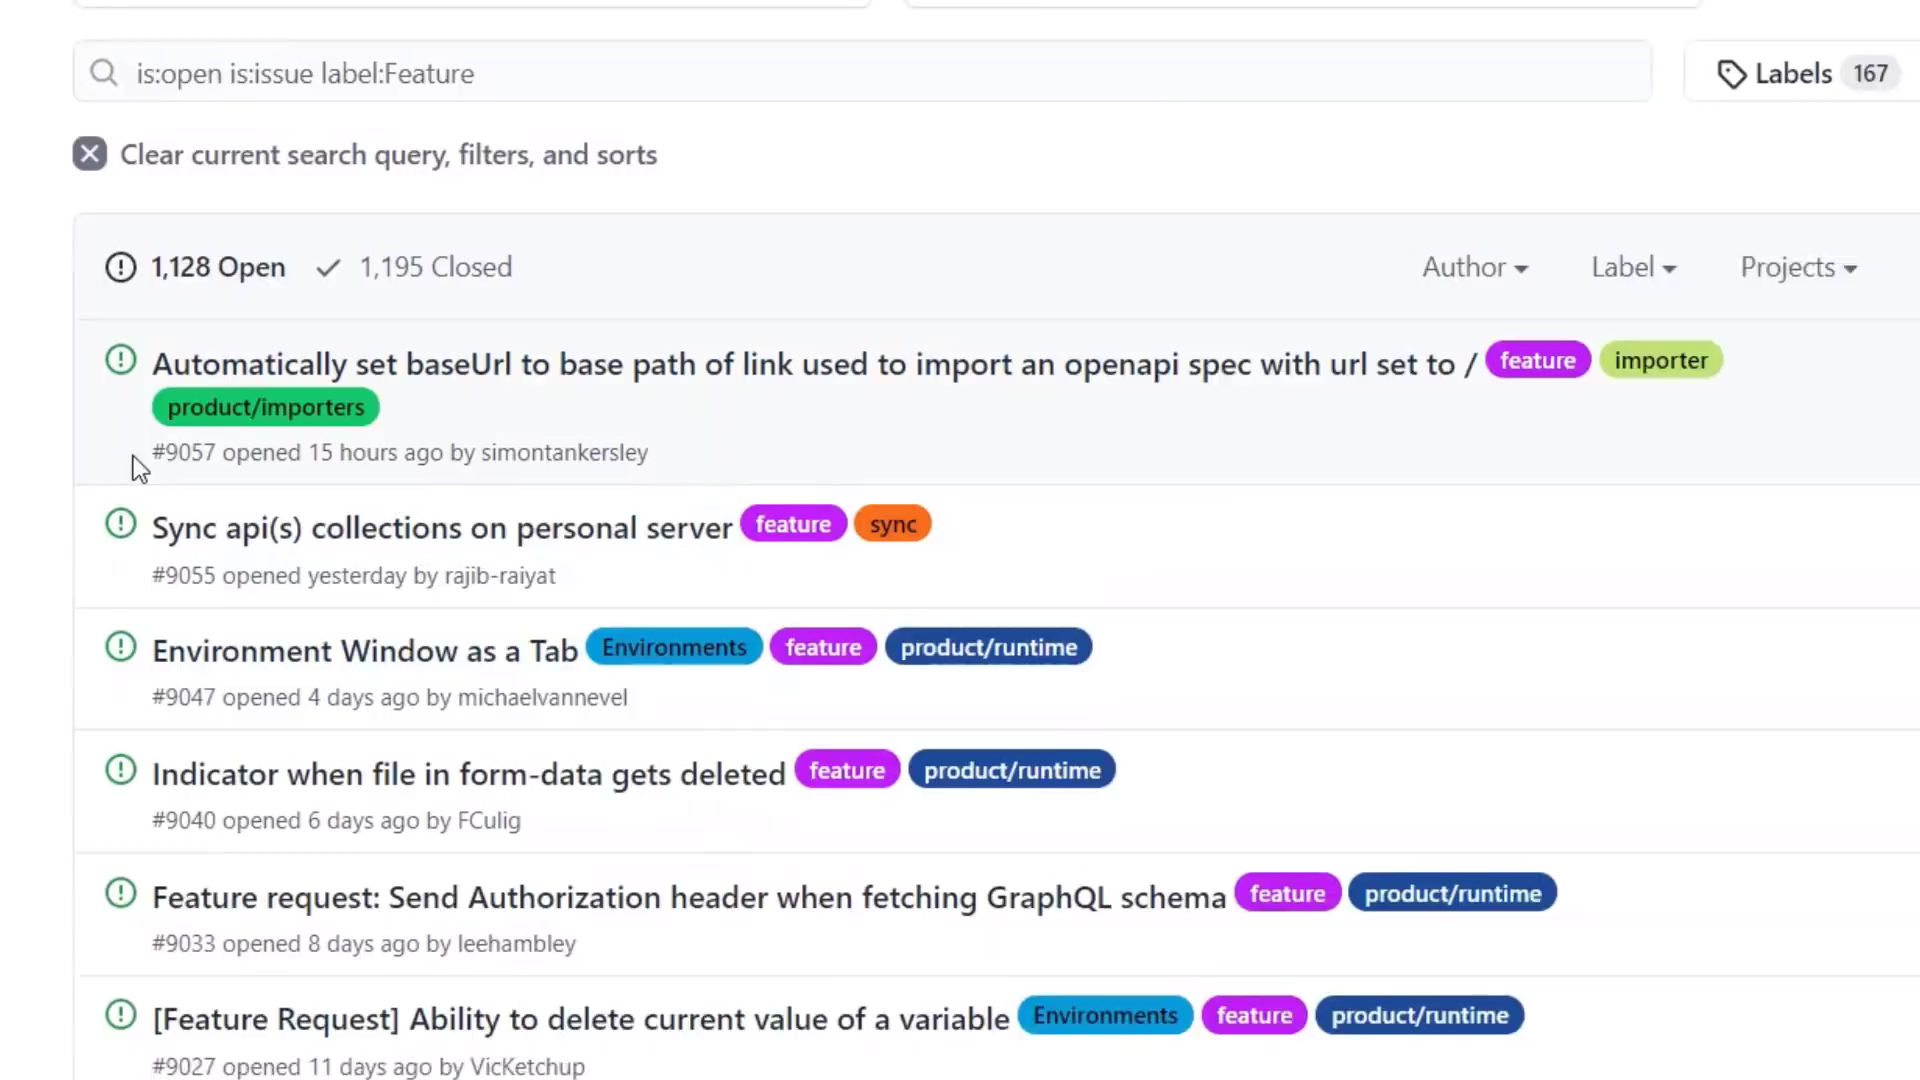 is:open is:issue label:Feature
Labels 167
Clear current search query, filters, and sorts
1,128 Open 1,195 Closed Author Label Projects
Automatically set baseUrl to base path of link used to import an openapi spec with url set to / feature importer
product/importers
#9057 opened 15 hours ago by simontankersley
Sync api(s) collections on personal server feature sync
#9055 opened yesterday by rajib-raiyat
Environment Window as a Tab Environments feature product/runtime
#9047 opened 4 days ago by michaelvannevel
Indicator when file in form-data gets deleted feature product/runtime
#9040 opened 6 days ago by FCulig
Feature request: Send Authorization header when fetching GraphQL schema feature product/runtime
#9033 opened 8 days ago by leehambley
[Feature Request] Ability to delete current value of a variable Environments feature product/runtime
#9027 opened 11 days ago by VicKetchup